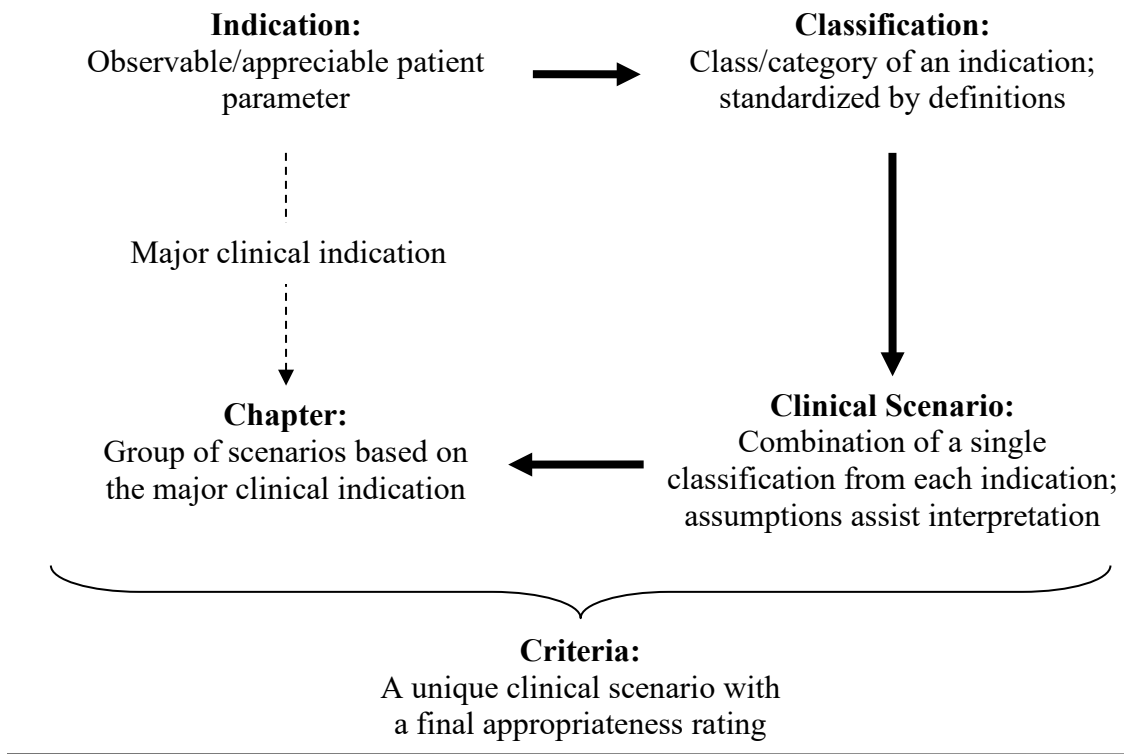 Indication:
Observable/appreciable patient
parameter
Classification:
Class/category of an indication;
standardized by definitions
Major clinical indication
Chapter:
Group of scenarios based on
the major clinical indication
Clinical Scenario:
Combination of a single
classification from each indication;
assumptions assist interpretation
Criteria:
A unique clinical scenario with
a final appropriateness rating